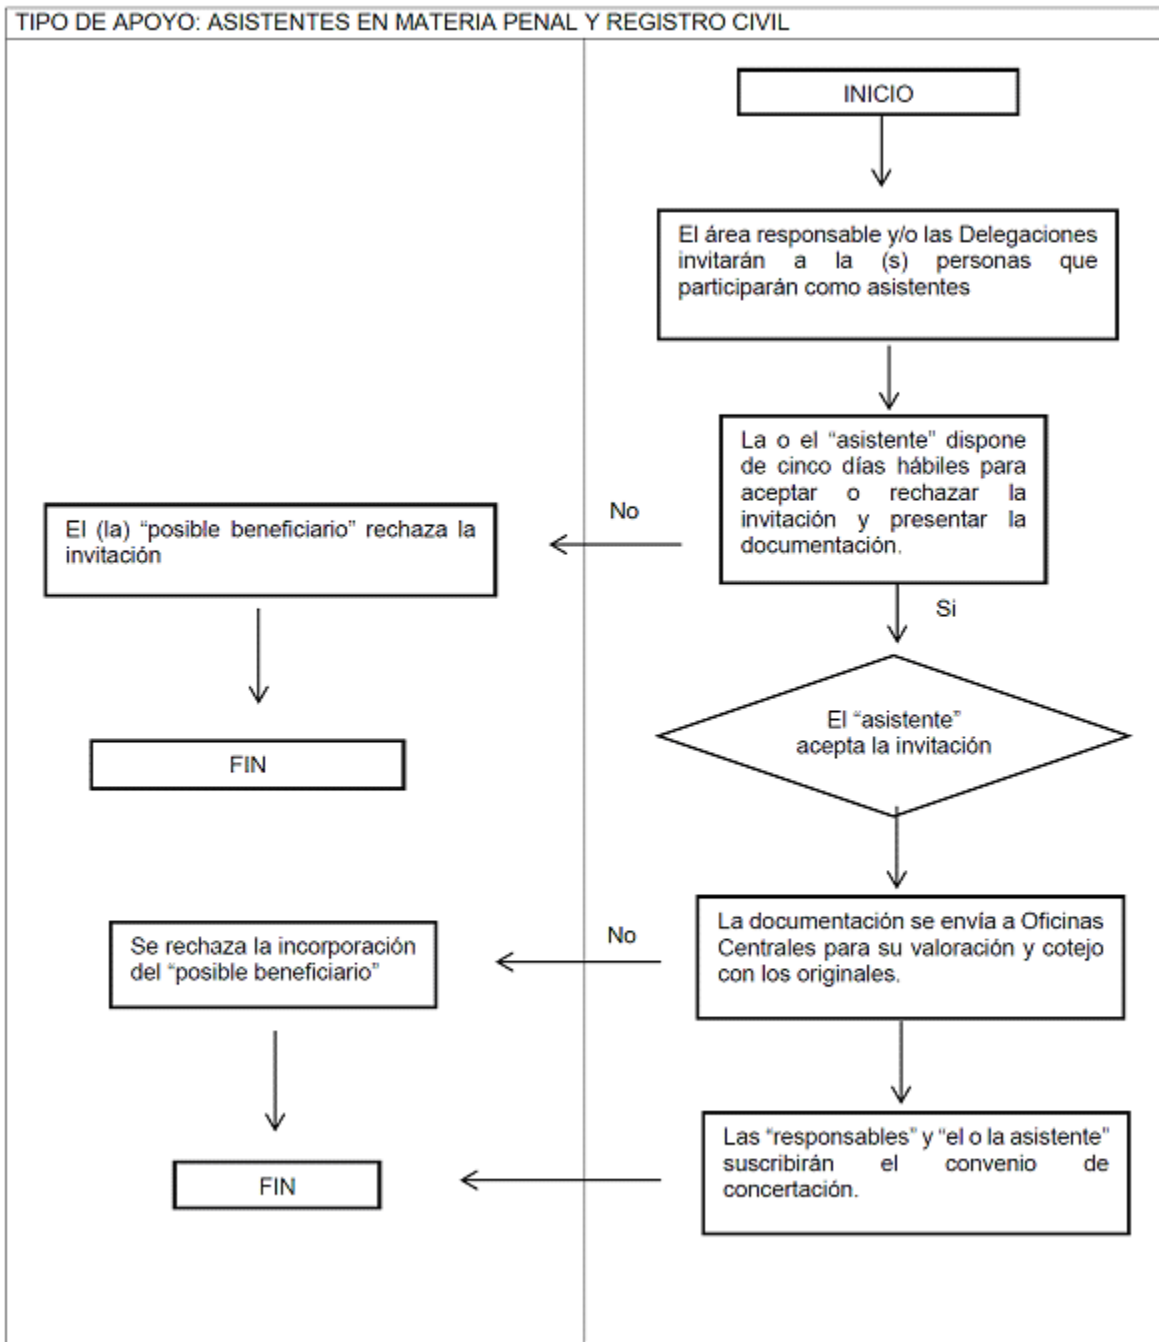 TIPO DE APOYO: ASISTENTES EN MATERIA PENAL Y REGISTRO CIVIL
INICIO
El área responsable y/o las Delegaciones
invitarán a la (s) personas que
participarán como asistentes
La o el “asistente” dispone
de cinco días hábiles para
aceptar o rechazar la
invitación y presentar la
documentación.
No
El (la) “posible beneficiario” rechaza la
invitación
Si
FIN
El “asistente”
acepta la invitación
La documentación se envía a Oficinas
Centrales para su valoración y cotejo
con los originales.
No
Se rechaza la incorporación
del “posible beneficiario”
Las “responsables” y “el o la asistente”
suscribirán el convenio de
concertación.
FIN